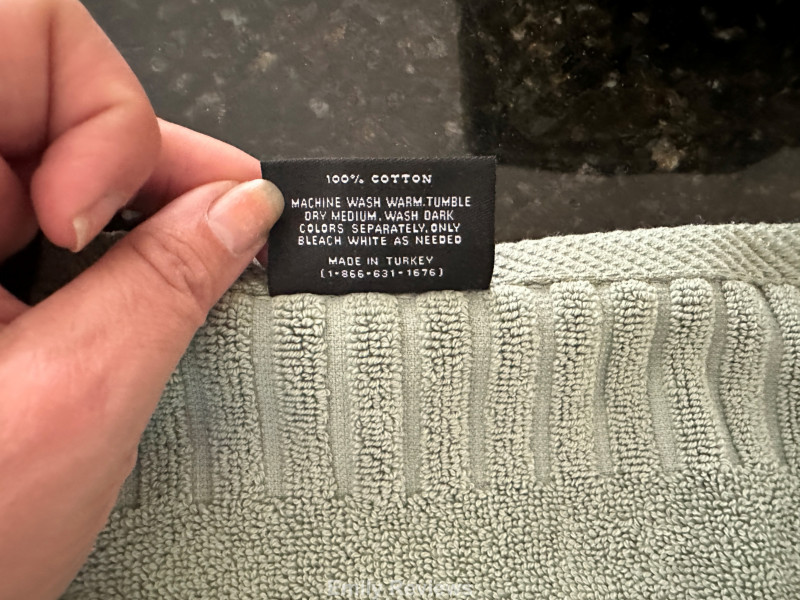 100% COTTON
MACHINE WASH WARM.TUMBLE
DRY MEDIUM. WASH DARK
COLORS SEPARATELY. ONLY
BLEACH WHITE AS NEEDED
MADE IN TURKEY
(1-866-631-1676)